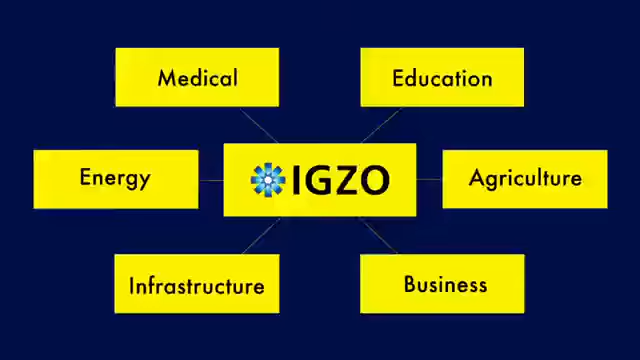 Medical
Education
Energy
IGZO
Agriculture
Infrastructure
Business